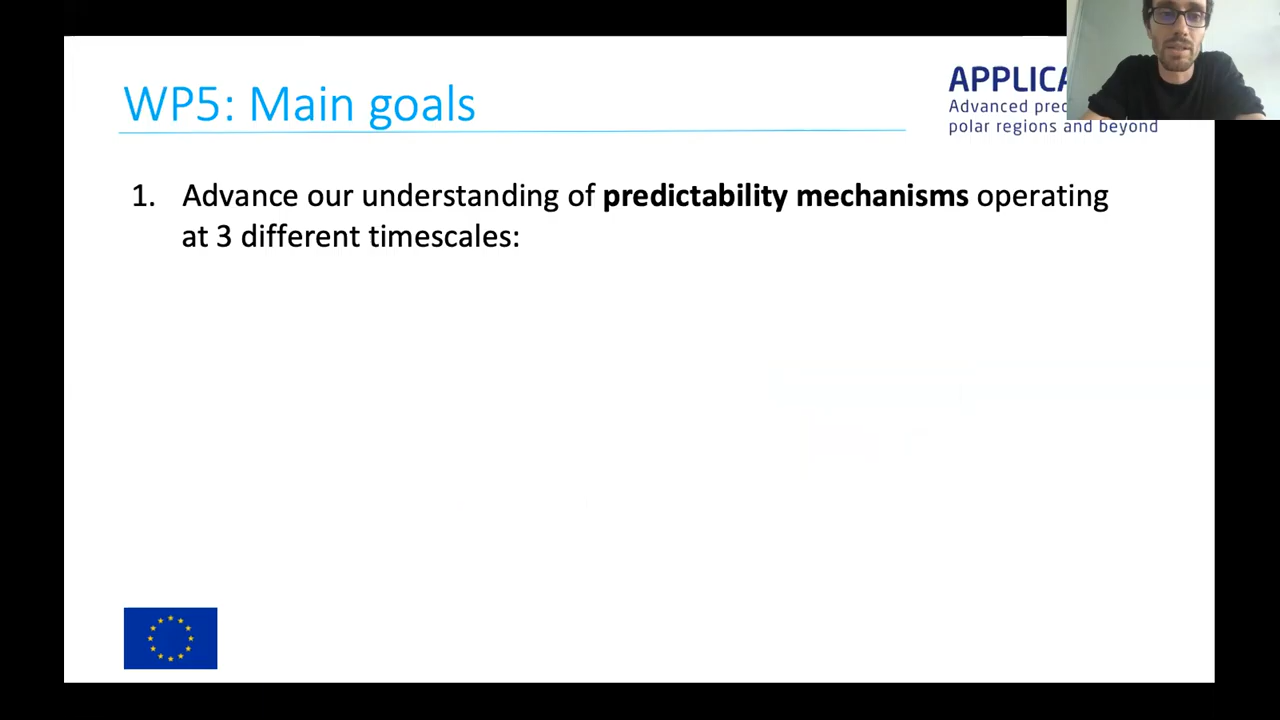 WP5: Main goals
APPLICA
Advanced pred
polar regions and beyond
1. Advance our understanding of predictability mechanisms operating
at 3 different timescales: